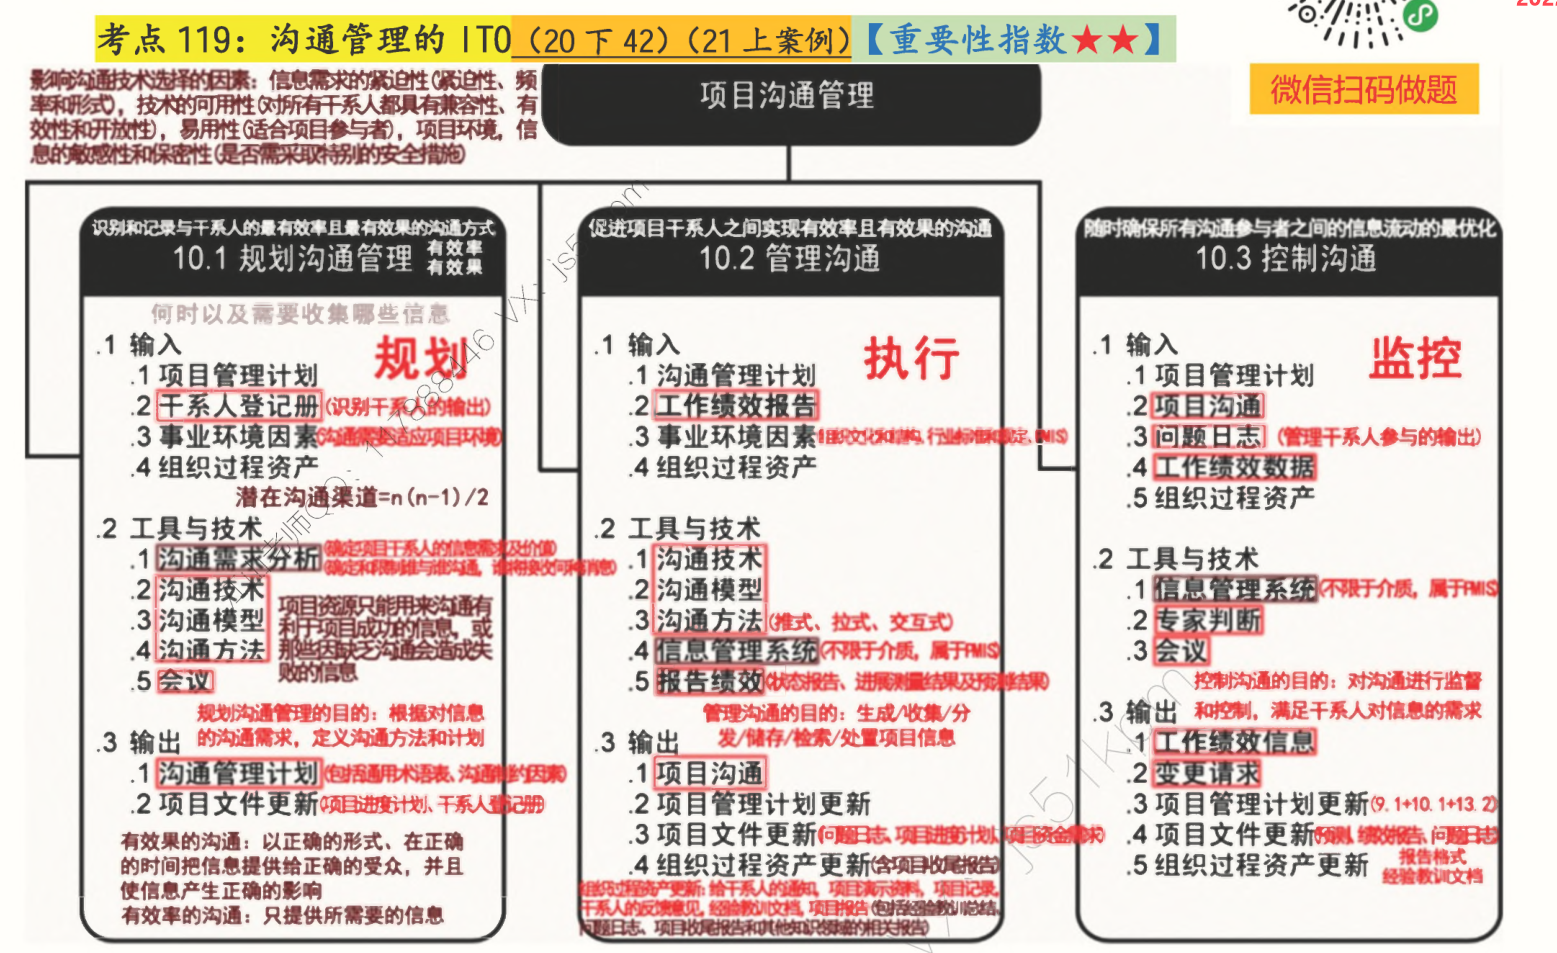 考点 119：沟通管理的 ITO（20 下 42）（21 上案例）【重要性指数★★】
微信扫码做题
影响沟通技术选择的因素：信息需求的紧迫性(紧迫性、频
率和形式)，技术的可用性(对所有干系人都具有兼容性、有
效性和开放性)，易用性(适合项目参与者)，项目环境，信
息的敏感性和保密性(是否需采取特别的安全措施)
项目沟通管理
识别和记录与干系人的最有效率且最有效果的沟通方式
10.1 规划沟通管理
有效率
有效果
何时以及需要收集哪些信息
规划
.1 输入
.1 项目管理计划
.2 干系人登记册(识别干系人的输出)
.3 事业环境因素(沟通需要适应项目环境)
.4 组织过程资产
潜在沟通渠道=n(n-1)/2
.2 工具与技术
.1 沟通需求分析(确定项目干系人的信息需求及价值)
(确定和限制谁与谁沟通，谁将接收何种消息)
.2 沟通技术
.3 沟通模型
.4 沟通方法
项目资源只能用来沟通有
利于项目成功的信息，或
那些因缺乏沟通会造成失
败的信息
.5 会议
规划沟通管理的目的：根据对信息
的沟通需求，定义沟通方法和计划
.3 输出
.1 沟通管理计划(包括通用术语表、沟通制约因素)
.2 项目文件更新(项目进度计划、干系人登记册)
有效果的沟通：以正确的形式、在正确
的时间把信息提供给正确的受众，并且
使信息产生正确的影响
有效率的沟通：只提供所需要的信息
促进项目干系人之间实现有效率且有效果的沟通
10.2 管理沟通
执行
.1 输入
.1 沟通管理计划
.2 工作绩效报告
.3 事业环境因素(组织文化和结构、行业标准和规定、PMIS)
.4 组织过程资产
.2 工具与技术
.1 沟通技术
.2 沟通模型
.3 沟通方法(推式、拉式、交互式)
.4 信息管理系统(不限于介质，属于PMIS)
.5 报告绩效(状态报告、进展测量结果及预测结果)
管理沟通的目的：生成/收集/分
发/储存/检索/处置项目信息
.3 输出
.1 项目沟通
.2 项目管理计划更新
.3 项目文件更新(问题日志、项目进度计划、项目资金需求)
.4 组织过程资产更新(含项目收尾报告)
组织过程资产更新：给干系人的通知，项目演示资料，项目记录，
干系人的反馈意见，经验教训文档，项目报告(包括经验教训总结、
问题日志、项目收尾报告和其他知识领域的相关报告)
随时确保所有沟通参与者之间的信息流动的最优化
10.3 控制沟通
监控
.1 输入
.1 项目管理计划
.2 项目沟通
.3 问题日志 (管理干系人参与的输出)
.4 工作绩效数据
.5 组织过程资产
.2 工具与技术
.1 信息管理系统(不限于介质，属于PMIS)
.2 专家判断
.3 会议
控制沟通的目的：对沟通进行监督
和控制，满足干系人对信息的需求
.3 输出
.1 工作绩效信息
.2 变更请求
.3 项目管理计划更新(9.1+10.1+13.2)
.4 项目文件更新(预测、绩效报告、问题日志)
.5 组织过程资产更新
报告格式
经验教训文档